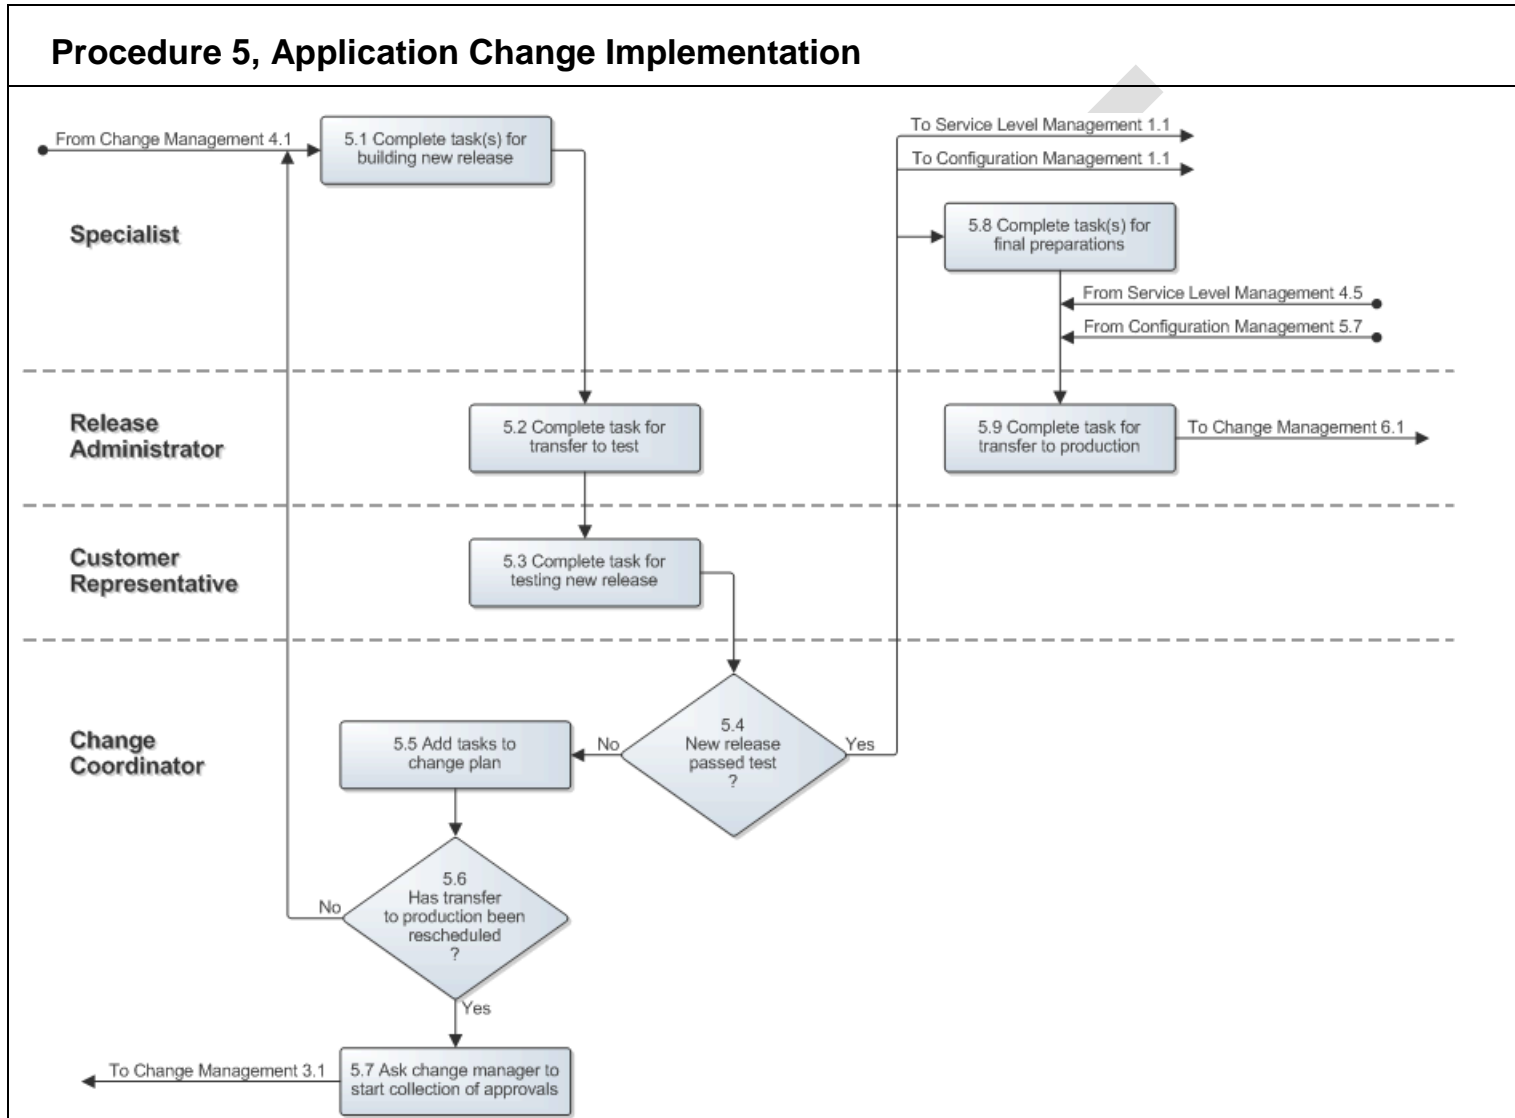 Procedure 5, Application Change Implementation
From Change Management 4.1
5.1 Complete task(s) for
building new release
To Service Level Management 1.1
To Configuration Management 1.1
Specialist
5.8 Complete task(s) for
final preparations
From Service Level Management 4.5
From Configuration Management 5.7
Release
Administrator
5.2 Complete task for
transfer to test
5.9 Complete task for
transfer to production
To Change Management 6.1
Customer
Representative
5.3 Complete task for
testing new release
Change
Coordinator
5.5 Add tasks to
change plan
No
5.4
New release
passed test
?
Yes
5.6
Has transfer
to production been
rescheduled
?
No
Yes
To Change Management 3.1
5.7 Ask change manager to
start collection of approvals